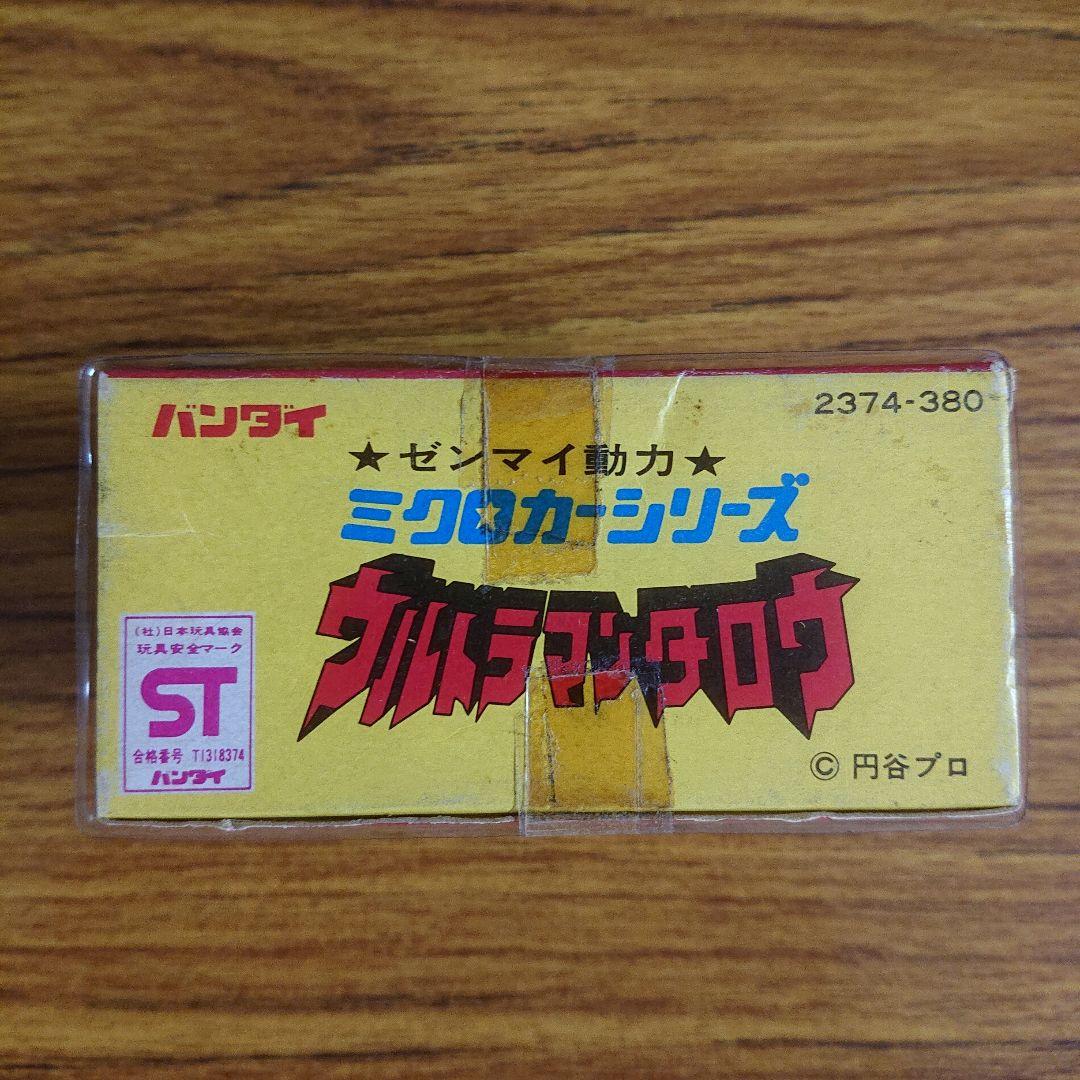 バンダイ
2374-380
★ゼンマイ動力★
ミクロカーシリーズ
ウルトラマンタロウ
(社)日本玩具協会
玩具安全マーク
ST
合格番号 T1318374
バンダイ
© 円谷プロ